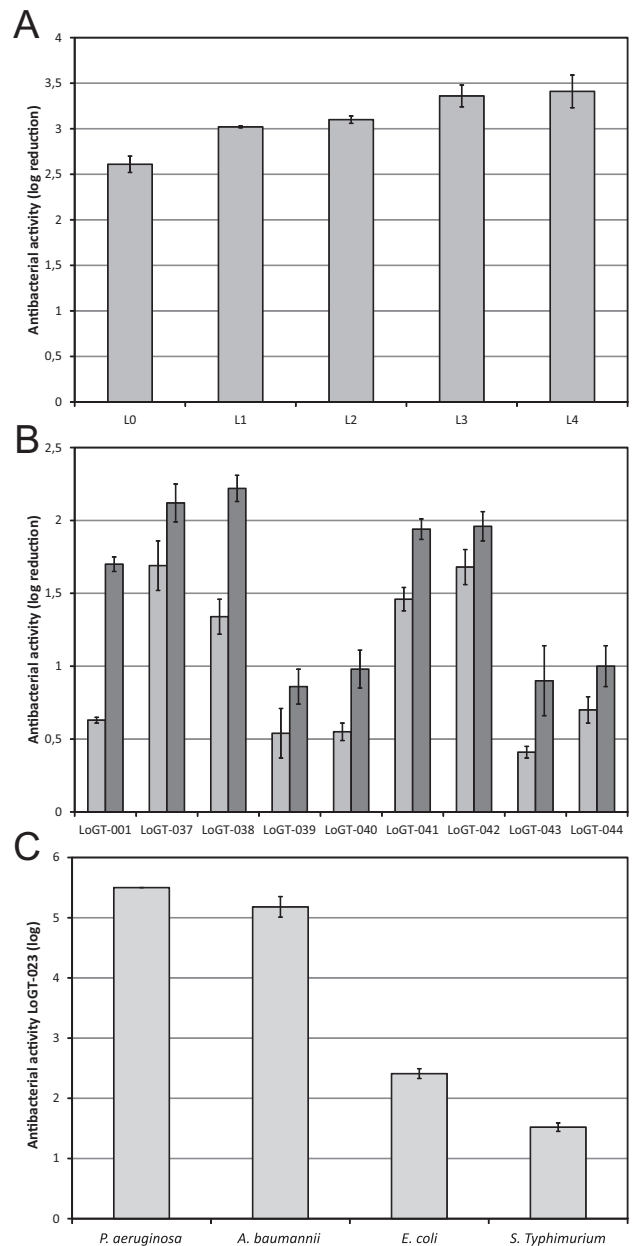 A
Antibacterial activity (log reduction)
4
3,5
3
2,5
2
1,5
1
0,5
0
L0 L1 L2 L3 L4
B
Antibacterial activity (log reduction)
2,5
2
1,5
1
0,5
0
LoGT-001 LoGT-037 LoGT-038 LoGT-039 LoGT-040 LoGT-041 LoGT-042 LoGT-043 LoGT-044
C
Antibacterial activity LoGT-023 (log)
6
5
4
3
2
1
0
P. aeruginosa A. baumannii E. coli S. Typhimurium